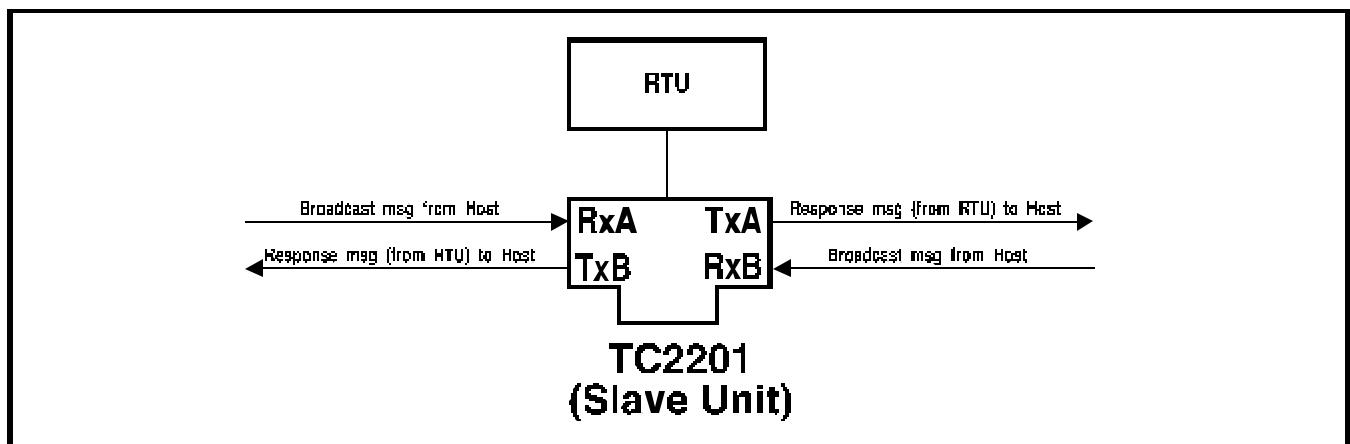 RTU
Broadcast msg from Host
RxA
TxA
Response msg (from RTU) to Host
Response msg (from RTU) to Host
TxB
RxB
Broadcast msg from Host
TC2201
(Slave Unit)